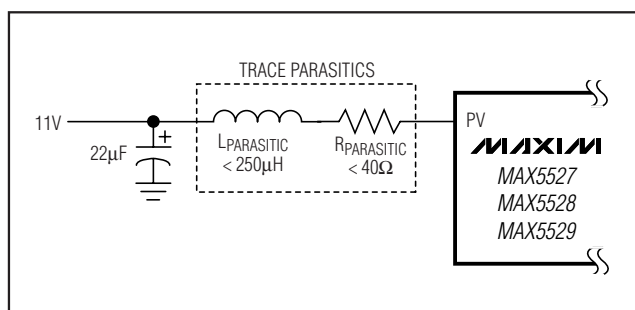 TRACE PARASITICS
11V
+
22μF
LPARASITIC
< 250μH
RPARASITIC
< 40Ω
PV
MAXIM
MAX5527
MAX5528
MAX5529